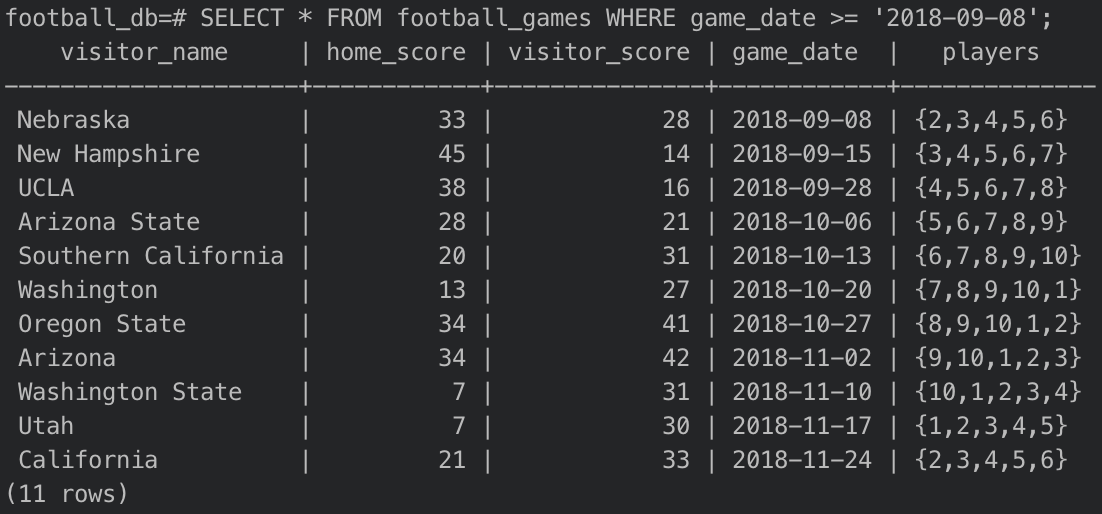 football_db=# SELECT * FROM football_games WHERE game_date >= '2018-09-08';
    visitor_name     | home_score | visitor_score | game_date  |   players
---------------------+------------+---------------+------------+--------------
 Nebraska            |         33 |            28 | 2018-09-08 | {2,3,4,5,6}
 New Hampshire       |         45 |            14 | 2018-09-15 | {3,4,5,6,7}
 UCLA                |         38 |            16 | 2018-09-28 | {4,5,6,7,8}
 Arizona State       |         28 |            21 | 2018-10-06 | {5,6,7,8,9}
 Southern California |         20 |            31 | 2018-10-13 | {6,7,8,9,10}
 Washington          |         13 |            27 | 2018-10-20 | {7,8,9,10,1}
 Oregon State        |         34 |            41 | 2018-10-27 | {8,9,10,1,2}
 Arizona             |         34 |            42 | 2018-11-02 | {9,10,1,2,3}
 Washington State    |          7 |            31 | 2018-11-10 | {10,1,2,3,4}
 Utah                |          7 |            30 | 2018-11-17 | {1,2,3,4,5}
 California          |         21 |            33 | 2018-11-24 | {2,3,4,5,6}
(11 rows)